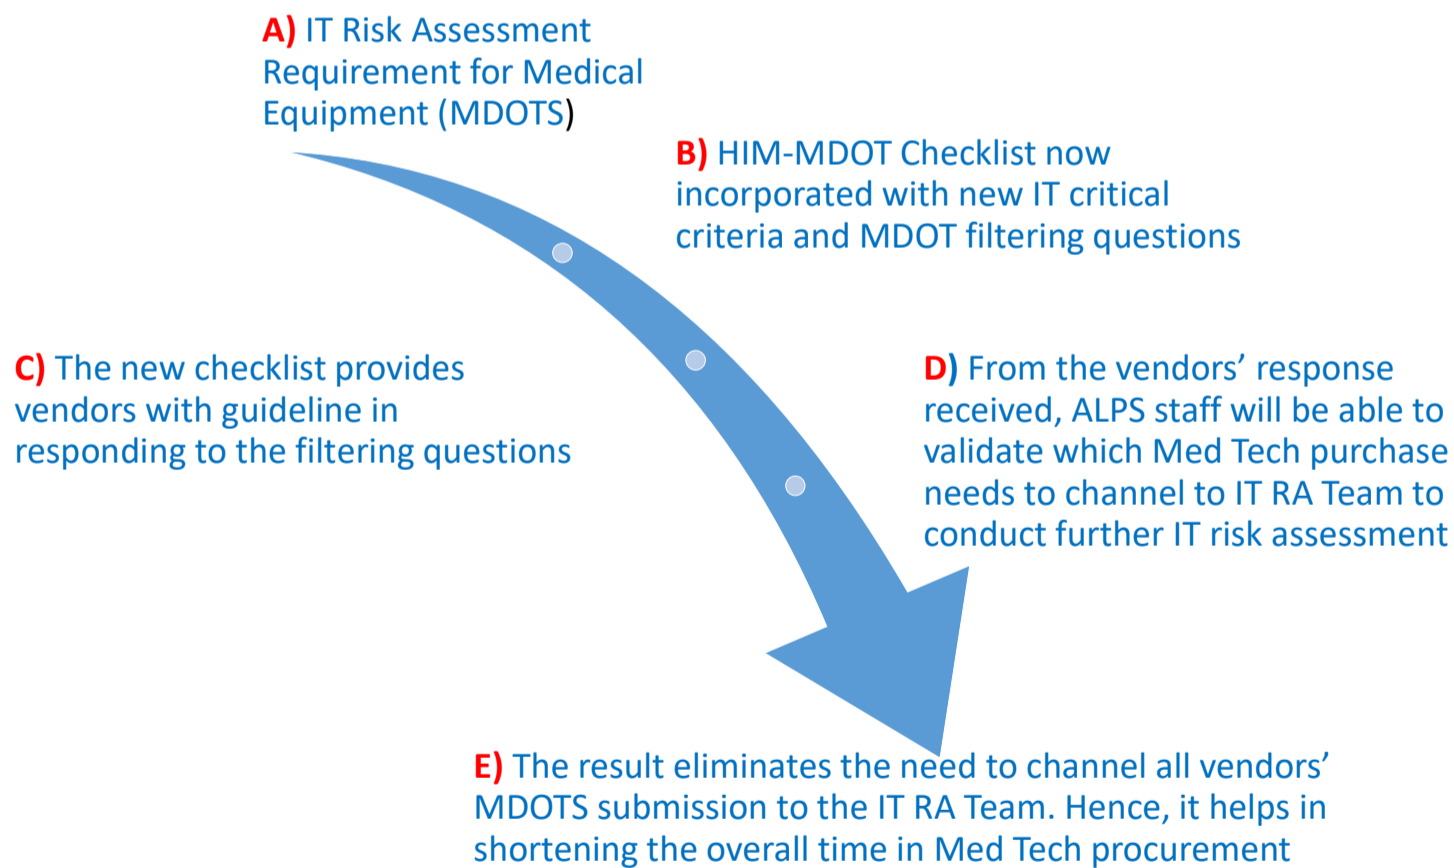 A) IT Risk Assessment
Requirement for Medical
Equipment (MDOTS)
B) HIM-MDOT Checklist now
incorporated with new IT critical
criteria and MDOT filtering questions
C) The new checklist provides
vendors with guideline in
responding to the filtering questions
D) From the vendors’ response
received, ALPS staff will be able to
validate which Med Tech purchase
needs to channel to IT RA Team to
conduct further IT risk assessment
E) The result eliminates the need to channel all vendors’
MDOTS submission to the IT RA Team. Hence, it helps in
shortening the overall time in Med Tech procurement